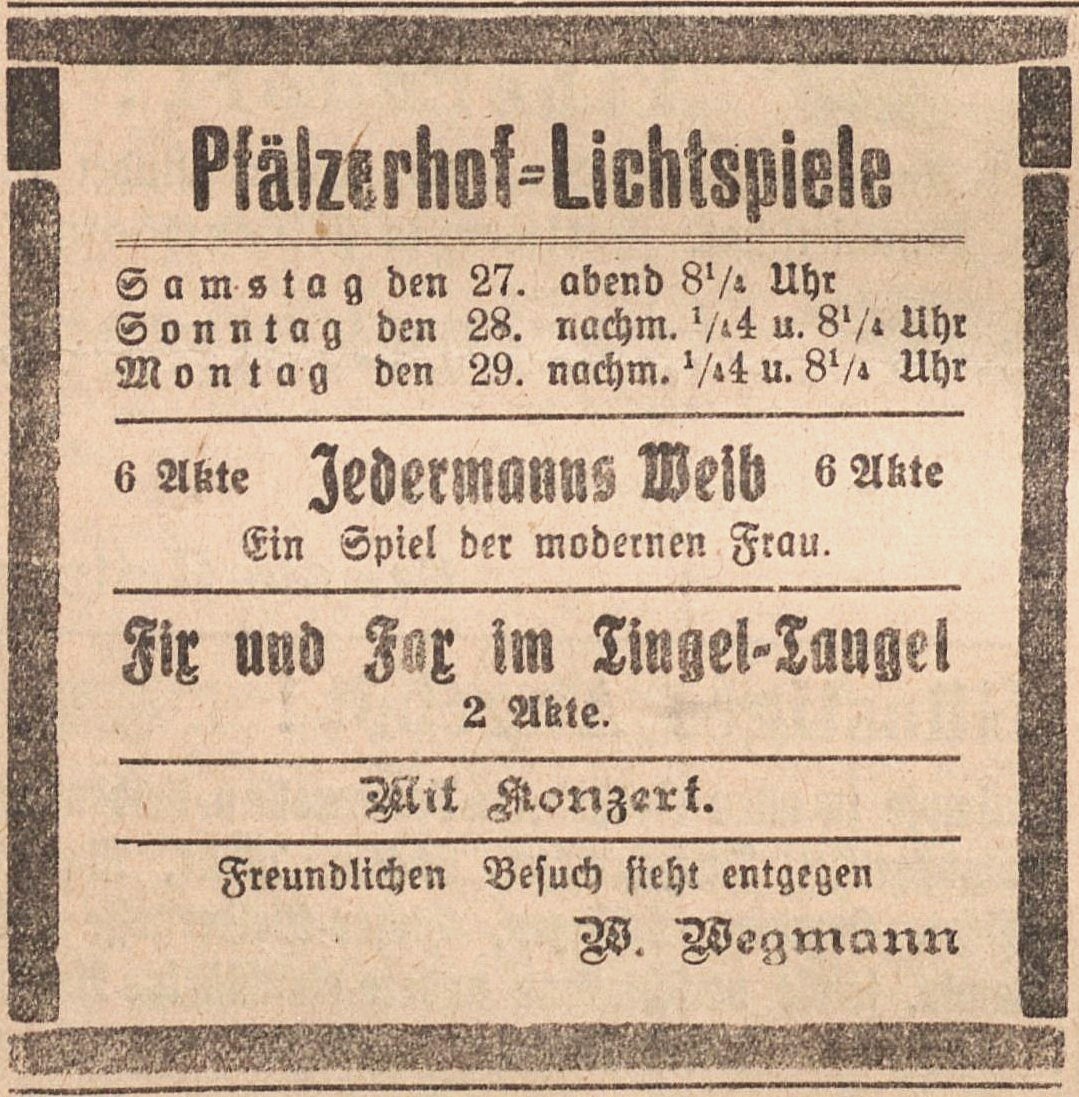 Pfälzerhof=Lichtspiele
Samstag den 27. abend 8¹/₄ Uhr
Sonntag den 28. nachm. ¹/₄4 u. 8¹/₄ Uhr
Montag den 29. nachm. ¹/₄4 u. 8¹/₄ Uhr
6 Akte Jedermanns Weib 6 Akte
Ein Spiel der modernen Frau.
Fix und Fax im Tingel-Tangel
2 Akte.
Mit Konzert.
Freundlichen Besuch sieht entgegen
W. Wegmann